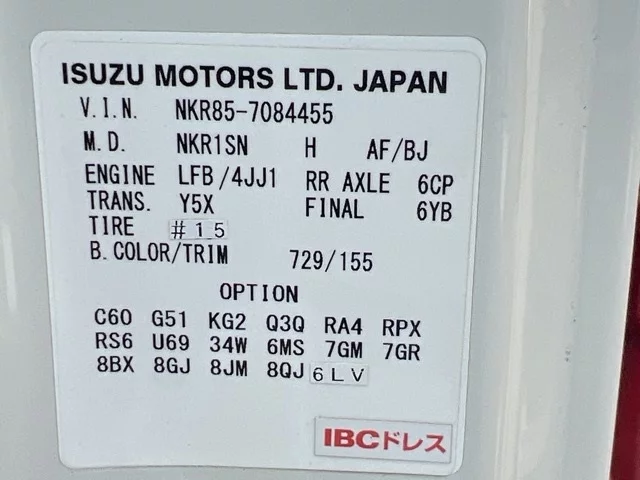 ISUZU MOTORS LTD. JAPAN
V.I.N. NKR85-7084455
M.D. NKR1SN H AF/BJ
ENGINE LFB/4JJ1 RR AXLE 6CP
TRANS. Y5X FINAL 6YB
TIRE #15
B.COLOR/TRIM 729/155
OPTION
C60 G51 KG2 Q3Q RA4 RPX
RS6 U69 34W 6MS 7GM 7GR
8BX 8GJ 8JM 8QJ 6LV
IBCドレス